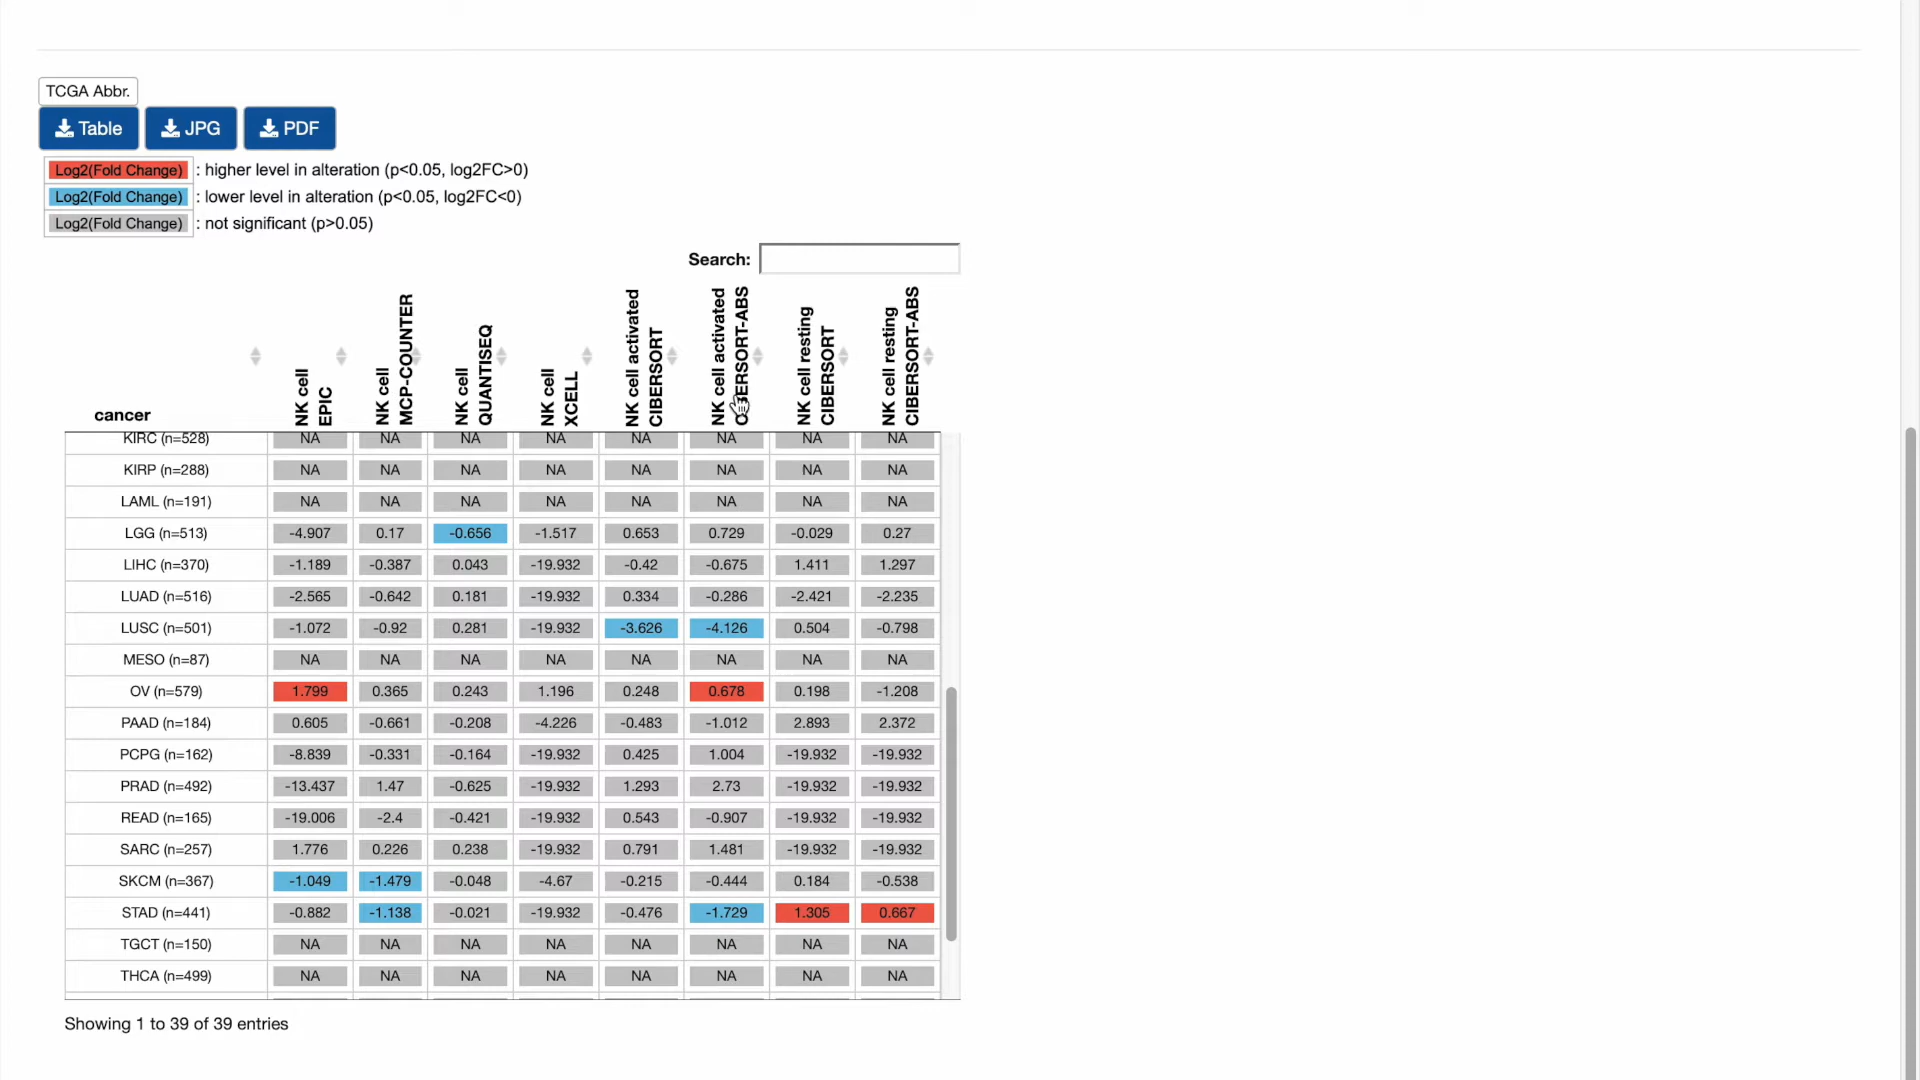 TCGA Abbr.
Table JPG PDF
Log2(Fold Change) : higher level in alteration (p<0.05, log2FC>0)
Log2(Fold Change) : lower level in alteration (p<0.05, log2FC<0)
Log2(Fold Change) : not significant (p>0.05)
Search:
cancer
NK cell
EPIC
NK cell
MCP-COUNTER
NK cell
QUANTISEQ
NK cell
XCELL
NK cell activated
CIBERSORT
NK cell activated
CIBERSORT-ABS
NK cell resting
CIBERSORT
NK cell resting
CIBERSORT-ABS
KIRC (n=528) NA NA NA NA NA NA NA NA
KIRP (n=288) NA NA NA NA NA NA NA NA
LAML (n=191) NA NA NA NA NA NA NA NA
LGG (n=513) -4.907 0.17 -0.656 -1.517 0.653 0.729 -0.029 0.27
LIHC (n=370) -1.189 -0.387 0.043 -19.932 -0.42 -0.675 1.411 1.297
LUAD (n=516) -2.565 -0.642 0.181 -19.932 0.334 -0.286 -2.421 -2.235
LUSC (n=501) -1.072 -0.92 0.281 -19.932 -3.626 -4.126 0.504 -0.798
MESO (n=87) NA NA NA NA NA NA NA NA
OV (n=579) 1.799 0.365 0.243 1.196 0.248 0.678 0.198 -1.208
PAAD (n=184) 0.605 -0.661 -0.208 -4.226 -0.483 -1.012 2.893 2.372
PCPG (n=162) -8.839 -0.331 -0.164 -19.932 0.425 1.004 -19.932 -19.932
PRAD (n=492) -13.437 1.47 -0.625 -19.932 1.293 2.73 -19.932 -19.932
READ (n=165) -19.006 -2.4 -0.421 -19.932 0.543 -0.907 -19.932 -19.932
SARC (n=257) 1.776 0.226 0.238 -19.932 0.791 1.481 -19.932 -19.932
SKCM (n=367) -1.049 -1.479 -0.048 -4.67 -0.215 -0.444 0.184 -0.538
STAD (n=441) -0.882 -1.138 -0.021 -19.932 -0.476 -1.729 1.305 0.667
TGCT (n=150) NA NA NA NA NA NA NA NA
THCA (n=499) NA NA NA NA NA NA NA NA
Showing 1 to 39 of 39 entries